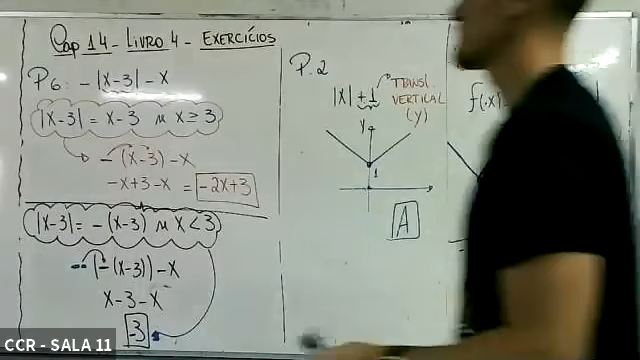 Cap 14 - LIVRO 4 - EXERCÍCIOS
P6: -|X-3| - X
|X-3| = X-3 se X ≥ 3
-(X-3) - X
-X+3-X = -2X+3
|X-3| = -(X-3) se X < 3
-(-(X-3)) - X
X-3-X
-3
P.2
|X| + 1
TRANSL.
VERTICAL
(y)
y
1
A
f(x)
CCR - SALA 11